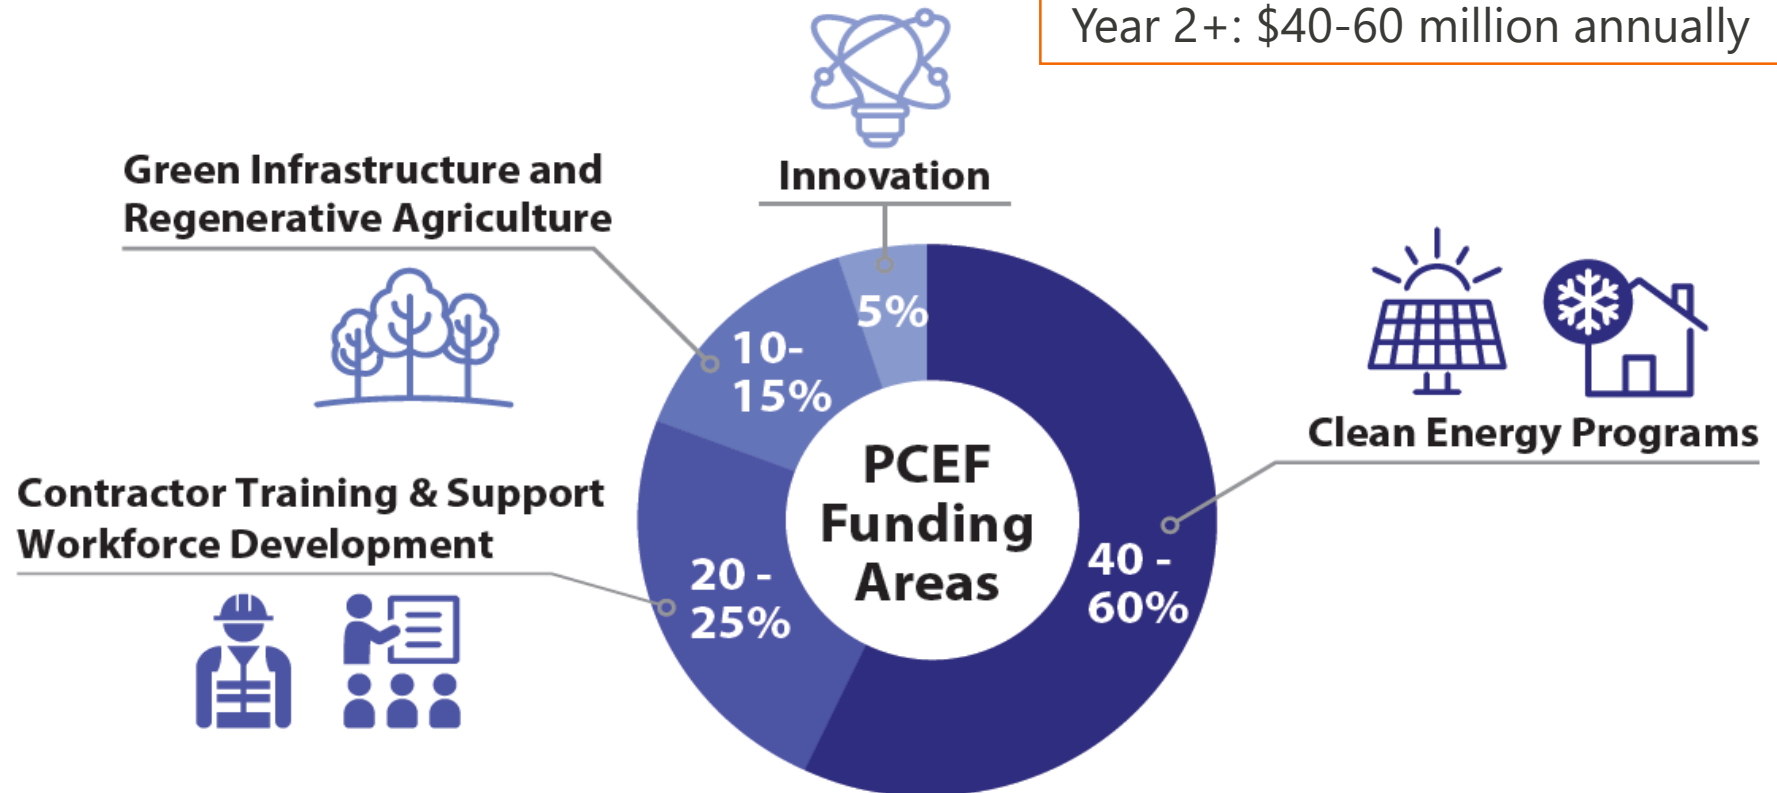 Year 2+: $40-60 million annually
Innovation
Green Infrastructure and
Regenerative Agriculture
5%
10-
15%
Clean Energy Programs
PCEF
Funding
Areas
Contractor Training & Support
Workforce Development
20 -
25%
40 -
60%